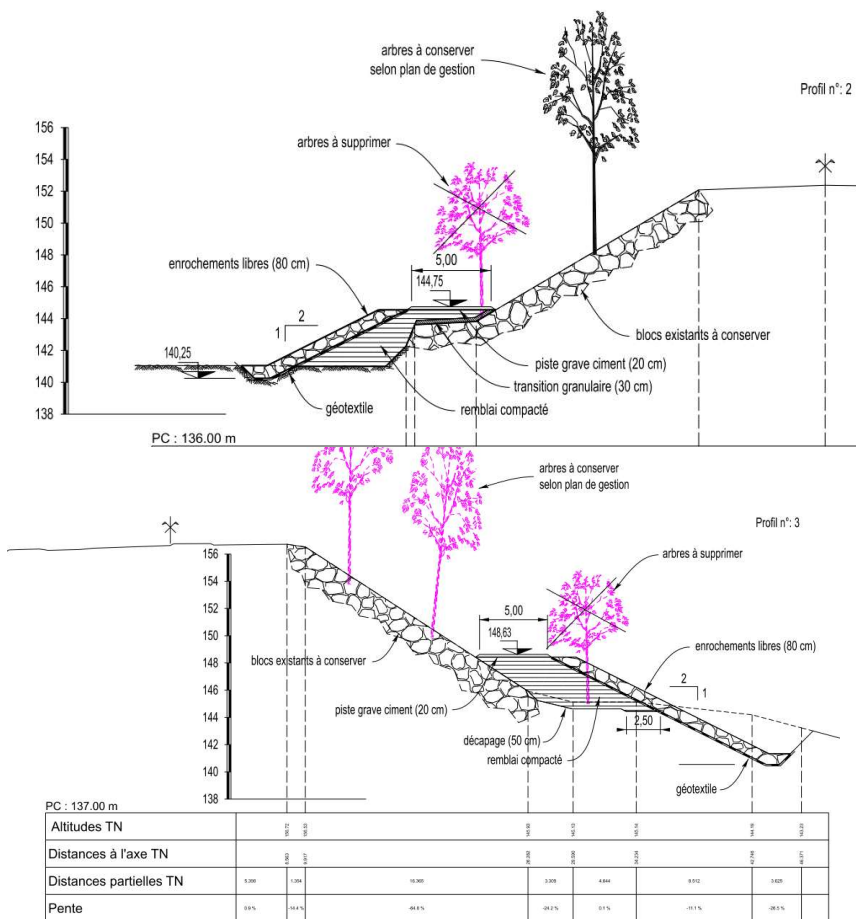 arbres à conserver
selon plan de gestion
Profil n°: 2
arbres à supprimer
156
154
152
150
148
146
144
142
140
138
enrochements libres (80 cm)
5,00
144,75
2
1
140,25
blocs existants à conserver
piste grave ciment (20 cm)
transition granulaire (30 cm)
géotextile
remblai compacté
PC : 136.00 m
arbres à conserver
selon plan de gestion
Profil n°: 3
arbres à supprimer
156
154
152
150
148
146
144
142
140
138
5,00
148,63
enrochements libres (80 cm)
blocs existants à conserver
2
1
piste grave ciment (20 cm)
2,50
décapage (50 cm)
remblai compacté
géotextile
PC : 137.00 m
Altitudes TN
Distances à l'axe TN
Distances partielles TN
Pente